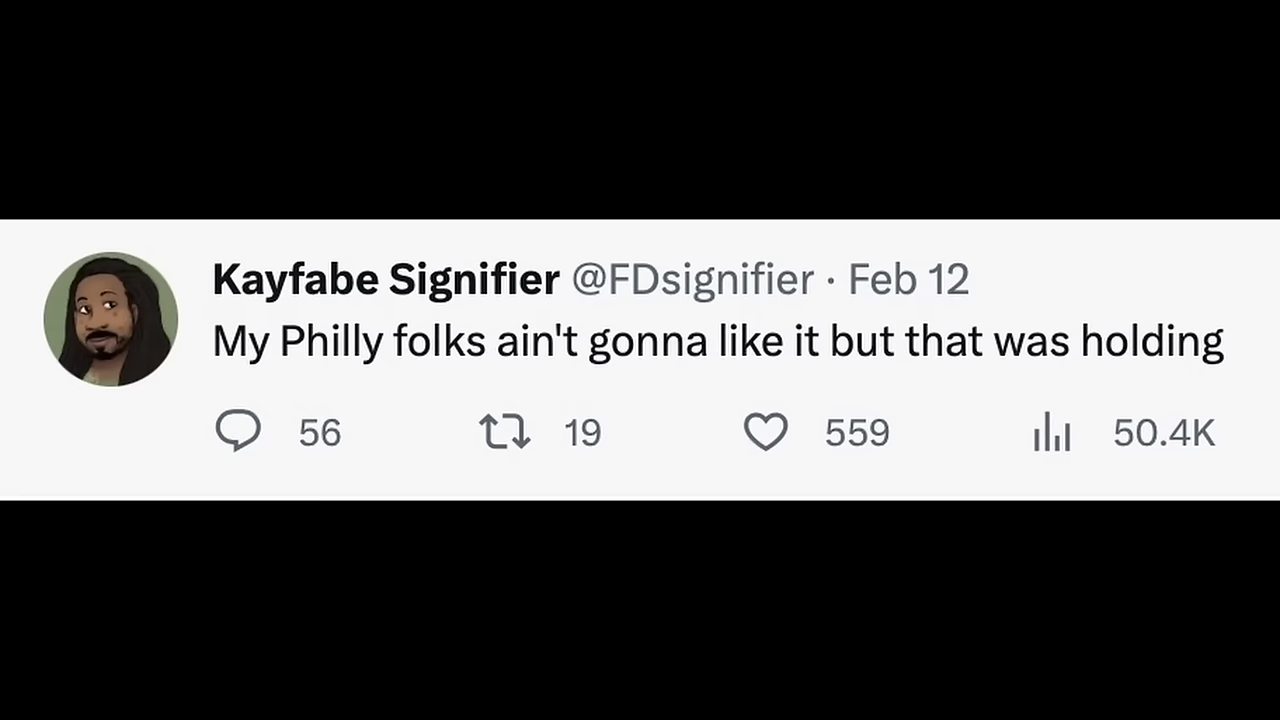 Kayfabe Signifier @FDsignifier · Feb 12
My Philly folks ain't gonna like it but that was holding
56 19 559 50.4K